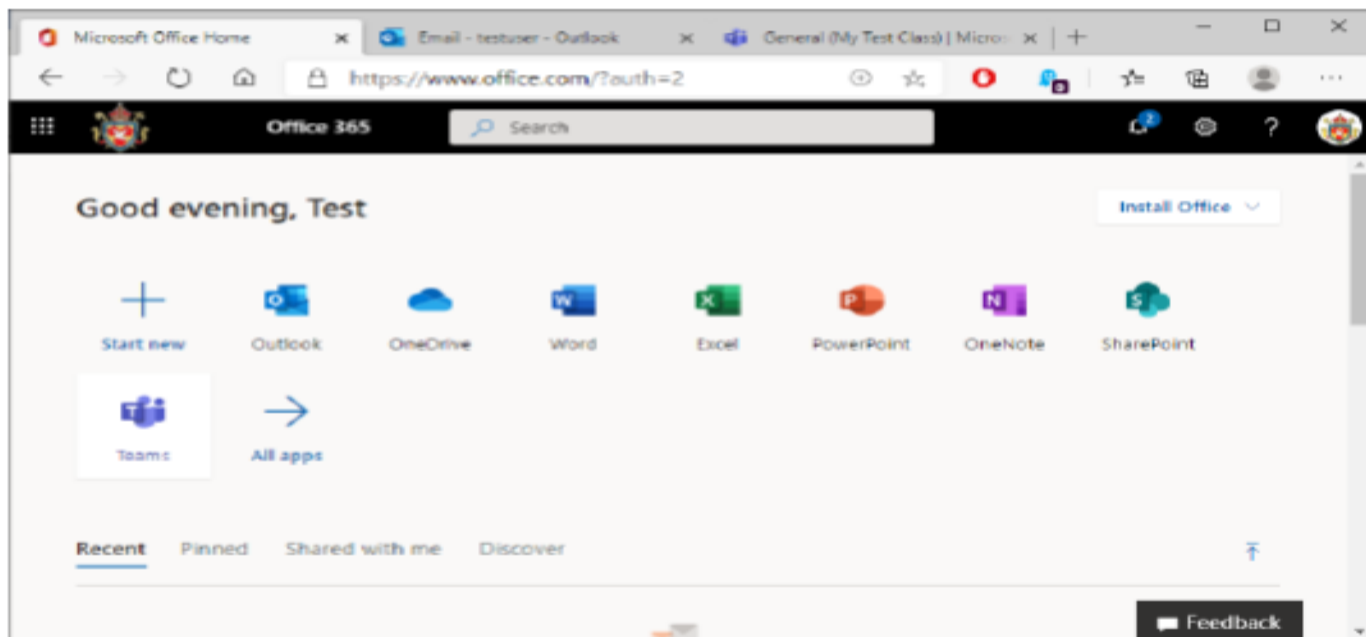 Microsoft Office Home
Email - testuser - Outlook
General (My Test Class) | Micros
https://www.office.com/?auth=2
Office 365
Search
2
?
Good evening, Test
Install Office
Start new
Outlook
OneDrive
Word
Excel
PowerPoint
OneNote
SharePoint
Teams
All apps
Recent Pinned Shared with me Discover
Feedback